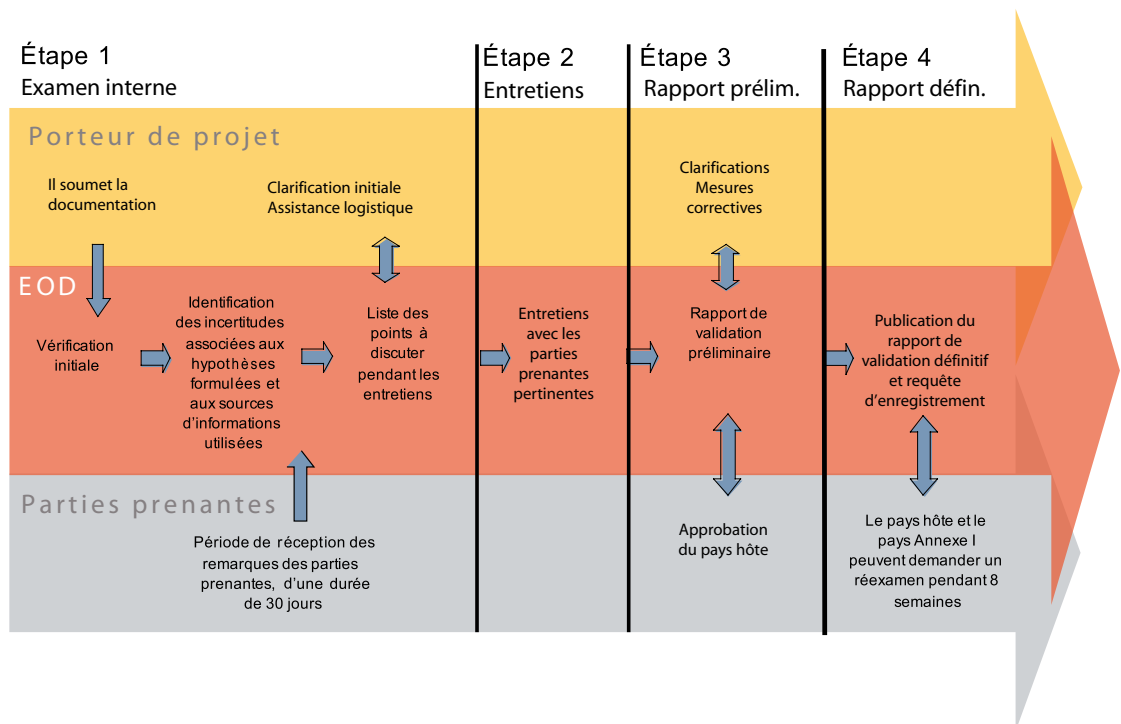 Étape 1
Examen interne
Étape 2
Entretiens
Étape 3
Rapport prélim.
Étape 4
Rapport défin.
Porteur de projet
Il soumet la
documentation
Clarification initiale
Assistance logistique
Clarifications
Mesures
correctives
EOD
Vérification
initiale
Identification
des incertitudes
associées aux
hypothèses
formulées et
aux sources
d'informations
utilisées
Liste des
points à
discuter
pendant les
entretiens
Entretiens
avec les
parties
prenantes
pertinentes
Rapport de
validation
préliminaire
Publication du
rapport de
validation définitif
et requête
d'enregistrement
Parties prenantes
Période de réception des
remarques des parties
prenantes, d'une durée
de 30 jours
Approbation
du pays hôte
Le pays hôte et le
pays Annexe I
peuvent demander un
réexamen pendant 8
semaines